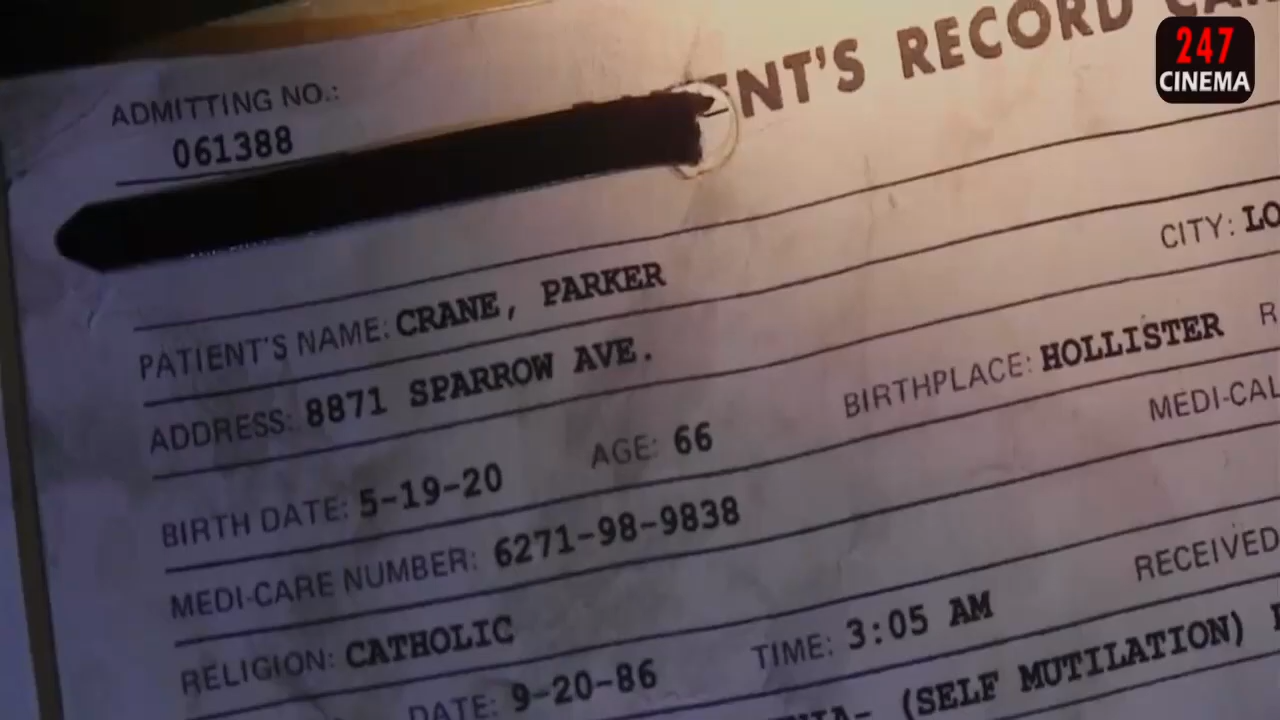 247
CINEMA
ENT'S RECORD
ADMITTING NO.:
061388
PATIENT'S NAME: CRANE, PARKER
ADDRESS: 8871 SPARROW AVE. CITY: LO
BIRTH DATE: 5-19-20 AGE: 66 BIRTHPLACE: HOLLISTER R
MEDI-CARE NUMBER: 6271-98-9838 MEDI-CAL
RELIGION: CATHOLIC
DATE: 9-20-86 TIME: 3:05 AM RECEIVED
(SELF MUTILATION)